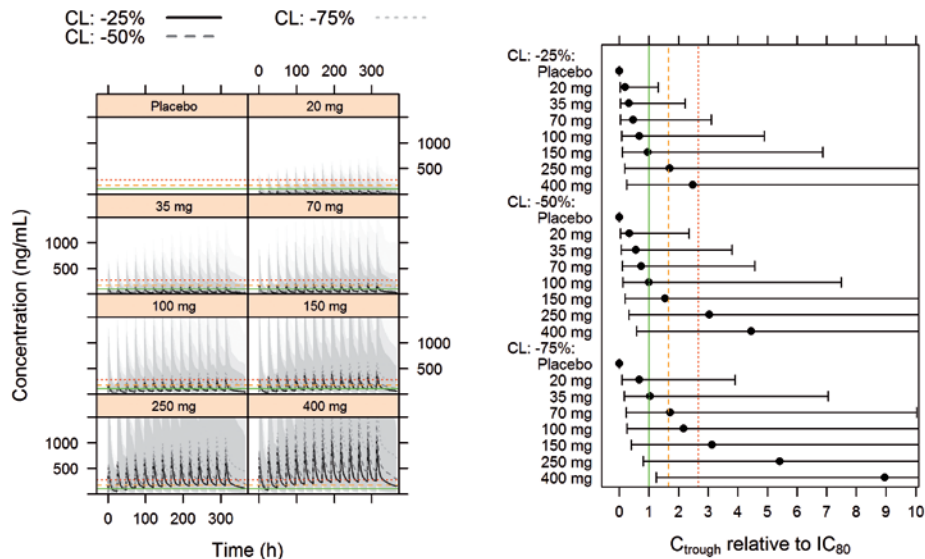 CL: -25%
CL: -75%
CL: -50%
0 100 200 300
0 100 200 300
Concentration (ng/mL)
Placebo
20 mg
1000
500
35 mg
70 mg
1000
500
100 mg
150 mg
1000
500
250 mg
400 mg
1000
500
0 100 200 300
0 100 200 300
Time (h)
CL: -25%:
Placebo
20 mg
35 mg
70 mg
100 mg
150 mg
250 mg
400 mg
CL: -50%:
Placebo
20 mg
35 mg
70 mg
100 mg
150 mg
250 mg
400 mg
CL: -75%:
Placebo
20 mg
35 mg
70 mg
100 mg
150 mg
250 mg
400 mg
0 1 2 3 4 5 6 7 8 9 10
Ctrough relative to IC80